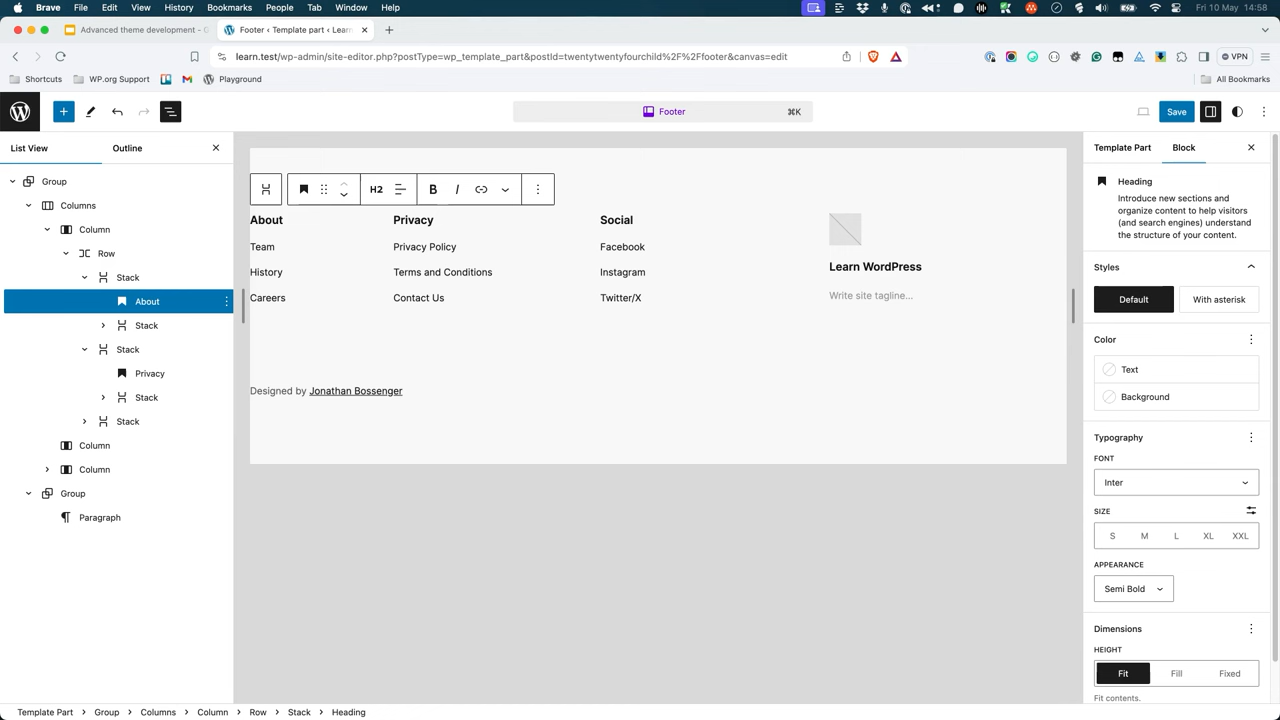 Brave File Edit View History Bookmarks People Tab Window Help Fri 10 May 14:58
Advanced theme development - G Footer ‹ Template part ‹ Learn
learn.test/wp-admin/site-editor.php?postType=wp_template_part&postId=twentytwentyfourchild%2F%2Ffooter&canvas=edit VPN
Shortcuts WP.org Support Playground All Bookmarks
Footer ⌘K Save
List View Outline
Group
Columns
Column
Row
Stack
About
Stack
Stack
Privacy
Stack
Stack
Column
Column
Group
Paragraph
H2 B I
About Privacy Social
Team Privacy Policy Facebook
History Terms and Conditions Instagram
Careers Contact Us Twitter/X
Learn WordPress
Write site tagline...
Designed by Jonathan Bossenger
Template Part Block
Heading
Introduce new sections and
organize content to help visitors
(and search engines) understand
the structure of your content.
Styles
Default With asterisk
Color
Text
Background
Typography
FONT
Inter
SIZE
S M L XL XXL
APPEARANCE
Semi Bold
Dimensions
HEIGHT
Fit Fill Fixed
Fit contents.
Template Part › Group › Columns › Column › Row › Stack › Heading